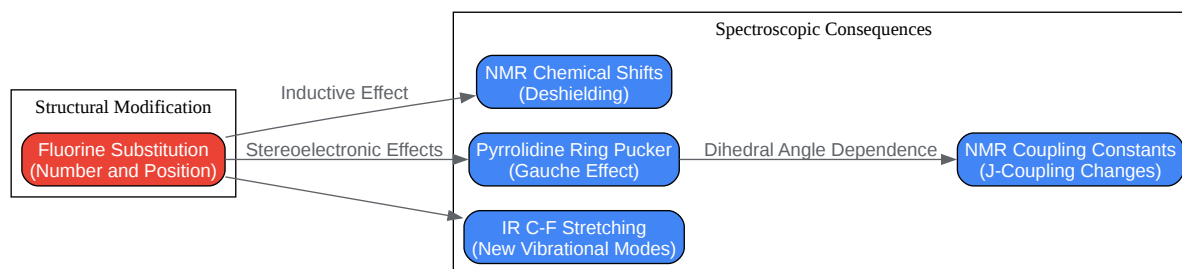 Spectroscopic Consequences
NMR Chemical Shifts
(Deshielding)
Inductive Effect
Structural Modification
Fluorine Substitution
(Number and Position)
Stereoelectronic Effects
Pyrrolidine Ring Pucker
(Gauche Effect)
Dihedral Angle Dependence
NMR Coupling Constants
(J-Coupling Changes)
IR C-F Stretching
(New Vibrational Modes)